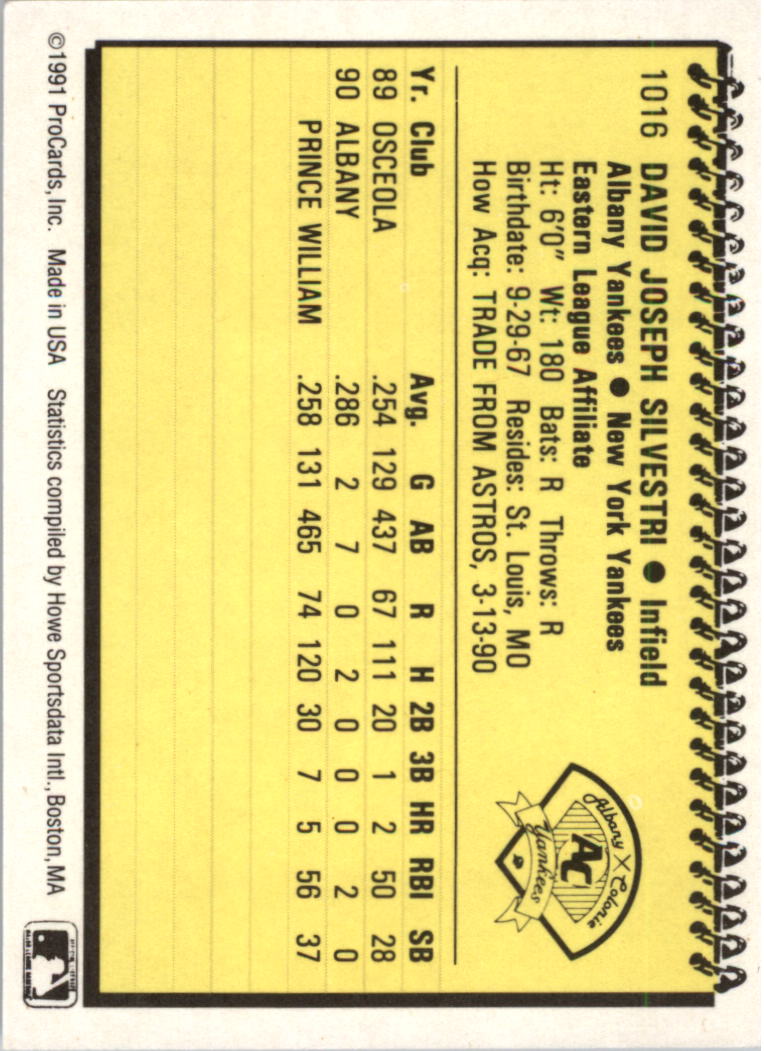 1016 DAVID JOSEPH SILVESTRI ● Infield
Albany Yankees ● New York Yankees
Eastern League Affiliate
Ht: 6'0" Wt: 180 Bats: R Throws: R
Birthdate: 9-29-67 Resides: St. Louis, MO
How Acq: TRADE FROM ASTROS, 3-13-90
Albany Colonie
AC
Yankees
Yr. Club Avg. G AB R H 2B 3B HR RBI SB
89 OSCEOLA .254 129 437 67 111 20 1 2 50 28
90 ALBANY .286 2 7 0 2 0 0 0 2 0
PRINCE WILLIAM .258 131 465 74 120 30 7 5 56 37
©1991 ProCards, Inc. Made in USA Statistics compiled by Howe Sportsdata Intl., Boston, MA